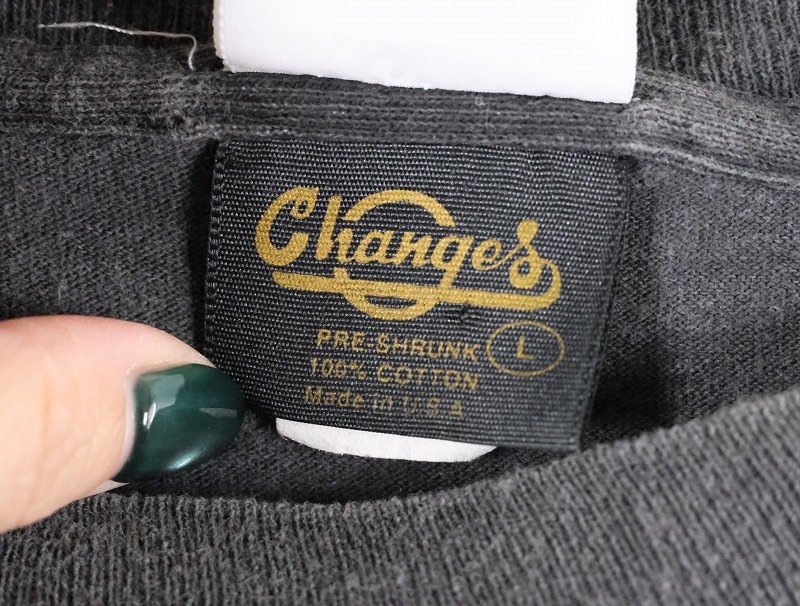 Changes
PRE-SHRUNK L
100% COTTON
Made in U.S.A